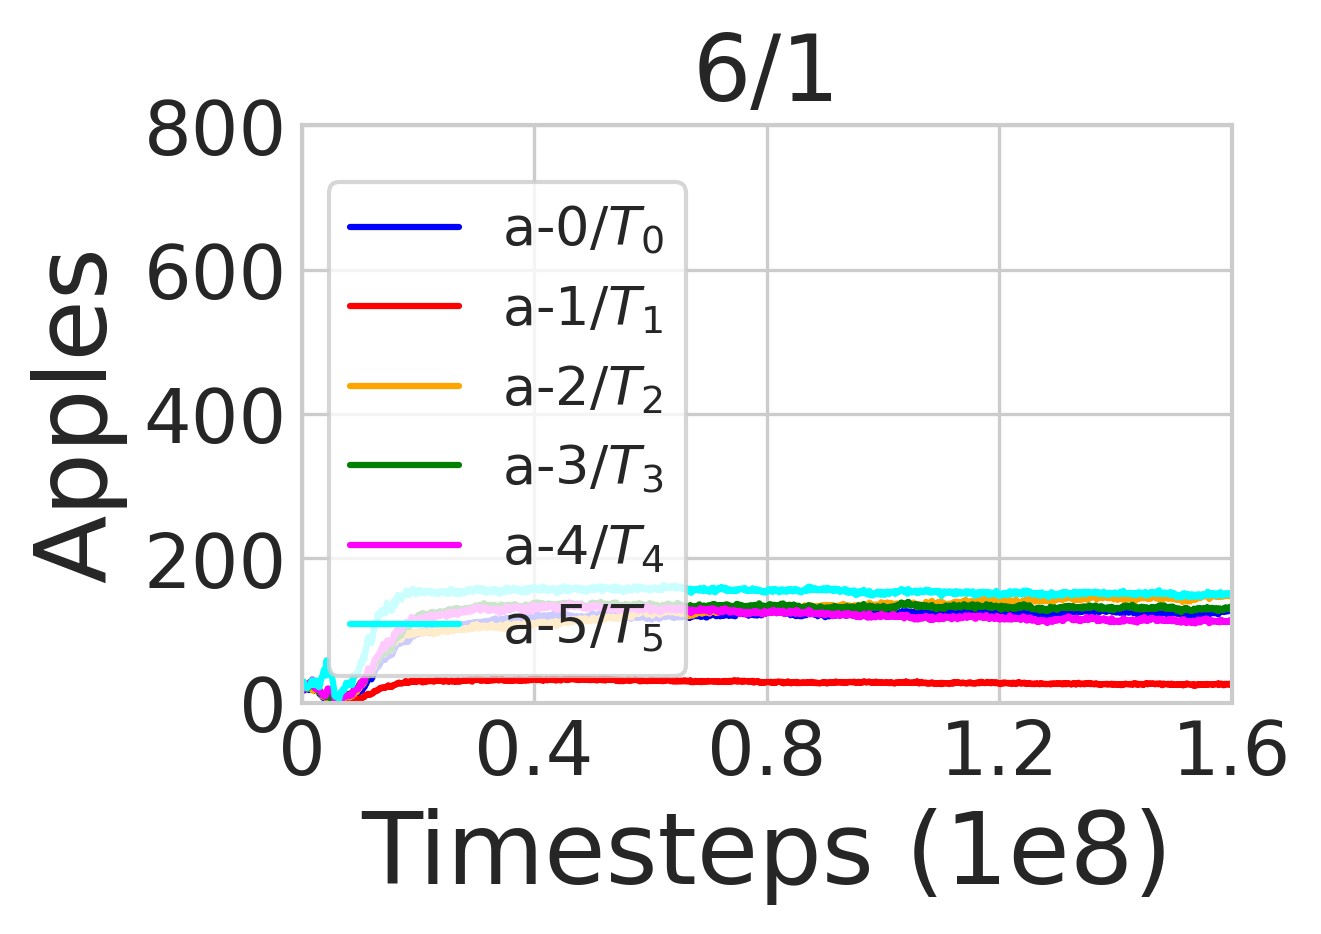 6/1
800
600
400
200
0
Apples
a-0/T₀
a-1/T₁
a-2/T₂
a-3/T₃
a-4/T₄
a-5/T₅
0 0.4 0.8 1.2 1.6
Timesteps (1e8)